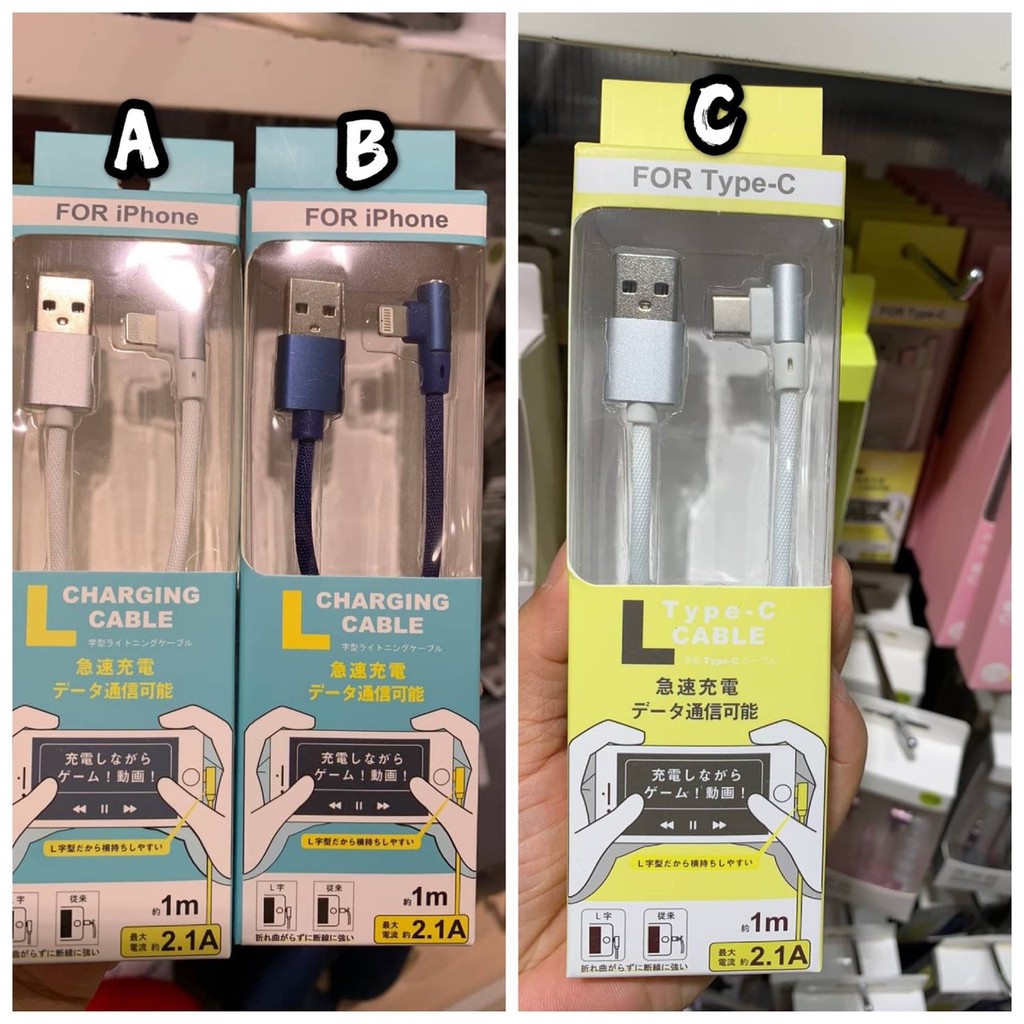 A
FOR iPhone
L CHARGING
CABLE
字型ライトニングケーブル
急速充電
データ通信可能
充電しながら
ゲーム!動画!
L字型だから横持ちしやすい
従来
約1m
最大
電流 約2.1A
曲がらずに断線に強い
B
FOR iPhone
L CHARGING
CABLE
字型ライトニングケーブル
急速充電
データ通信可能
充電しながら
ゲーム!動画!
L字型だから横持ちしやすい
L字
従来
約1m
折れ曲がらずに断線に強い
最大
電流 約2.1A
C
FOR Type-C
L Type-C
CABLE
字型 Type-C ケーブル
急速充電
データ通信可能
充電しながら
ゲーム!動画!
L字型だから横持ちしやすい
L字
従来
約1m
折れ曲がらずに断線に強い
最大
電流 約2.1A
FOR Type-C